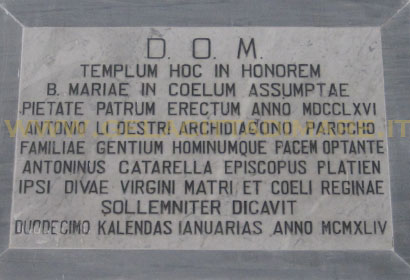 D. O. M.
TEMPLUM HOC IN HONOREM
B. MARIAE IN COELUM ASSUMPTAE
PIETATE PATRUM ERECTUM ANNO MDCCLXVI
ANTONIO LODESTRI ARCHIDIACONO PAROCHO
FAMILIAE GENTIUM HOMINUMQUE PACEM OPTANTE
ANTONINUS CATARELLA EPISCOPUS PLATIEN
IPSI DIVAE VIRGINI MATRI ET COELI REGINAE
SOLLEMNITER DICAVIT
DUODECIMO KALENDAS IANUARIAS ANNO MCMXLIV